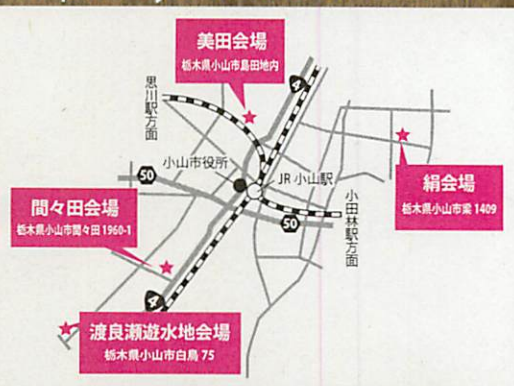 美田会場
栃木県小山市島田地内
4
思川駅方面
小山市役所
JR 小山駅
50
絹会場
栃木県小山市梁 1409
間々田会場
栃木県小山市間々田 1960-1
50
小田林駅方面
4
渡良瀬遊水地会場
栃木県小山市白鳥 75